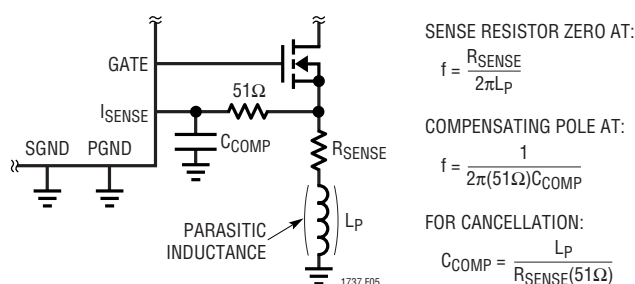 GATE
51Ω
I_SENSE
C_COMP
SGND PGND
R_SENSE
PARASITIC
INDUCTANCE
L_P
1737 F05
SENSE RESISTOR ZERO AT:
f = R_SENSE / 2πL_P
COMPENSATING POLE AT:
f = 1 / 2π(51Ω)C_COMP
FOR CANCELLATION:
C_COMP = L_P / R_SENSE(51Ω)